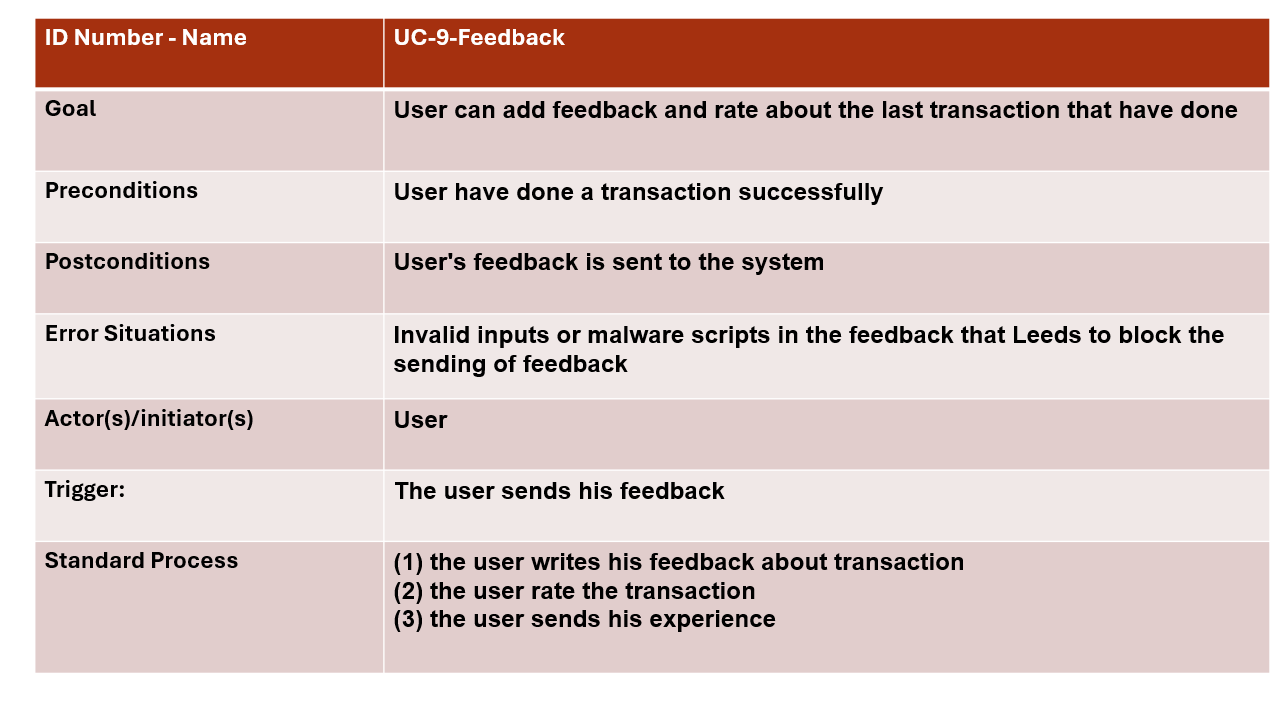 ID Number - Name
UC-9-Feedback
Goal
User can add feedback and rate about the last transaction that have done
Preconditions
User have done a transaction successfully
Postconditions
User's feedback is sent to the system
Error Situations
Invalid inputs or malware scripts in the feedback that Leeds to block the
sending of feedback
Actor(s)/initiator(s)
User
Trigger:
The user sends his feedback
Standard Process
(1) the user writes his feedback about transaction
(2) the user rate the transaction
(3) the user sends his experience